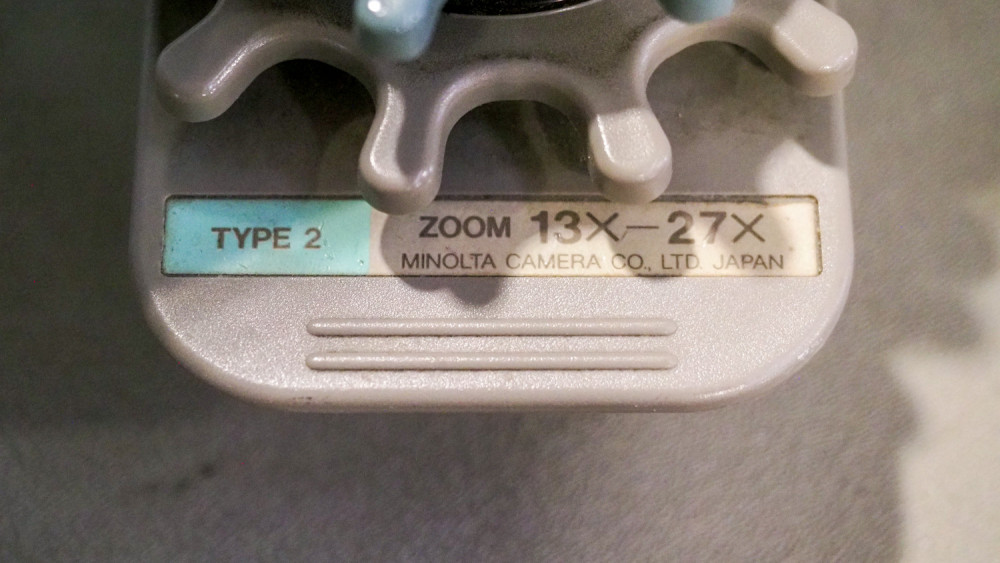 TYPE 2
ZOOM 13X–27X
MINOLTA CAMERA CO., LTD. JAPAN